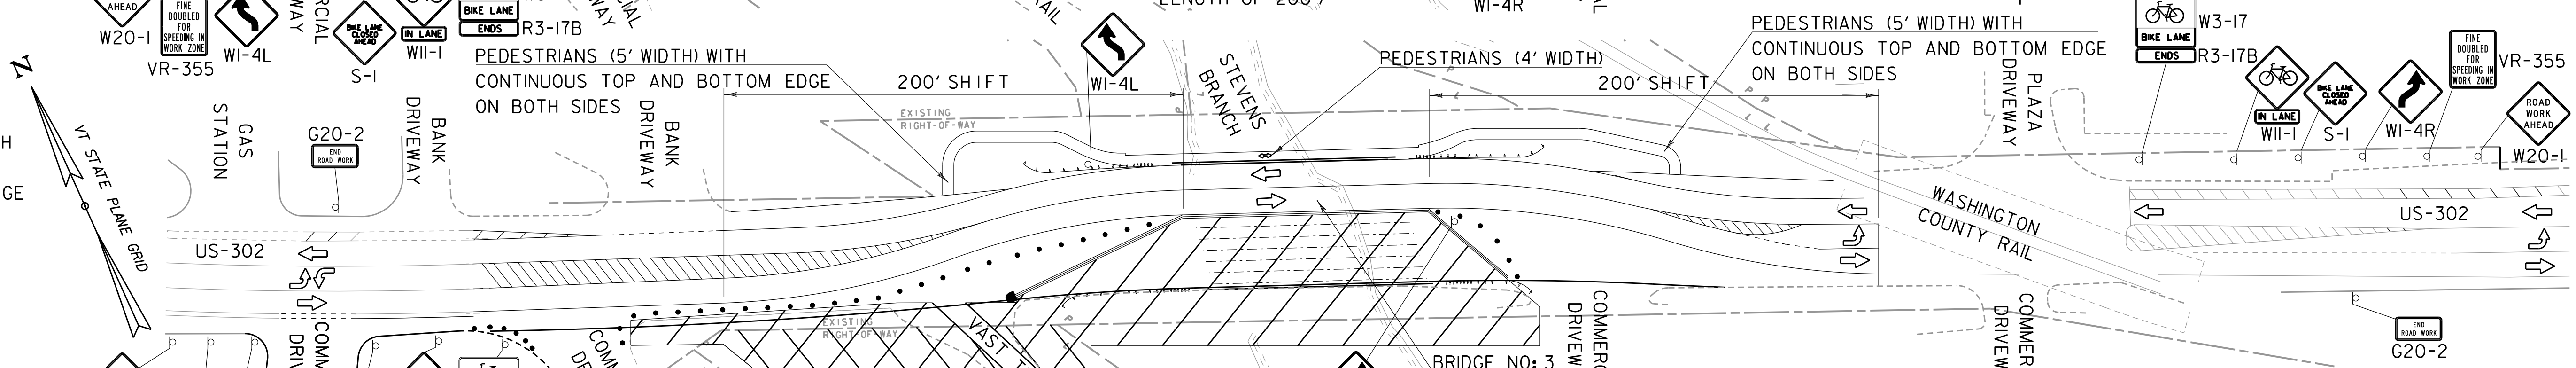 AHEAD
W20-1
FINE
DOUBLED
FOR
SPEEDING IN
WORK ZONE
VR-355
W1-4L
BIKE LANE
CLOSED
AHEAD
S-1
IN LANE
W11-1
BIKE LANE
ENDS
R3-17B
PEDESTRIANS (5' WIDTH) WITH
CONTINUOUS TOP AND BOTTOM EDGE
ON BOTH SIDES
200' SHIFT
W1-4L
STEVENS
BRANCH
W1-4R
PEDESTRIANS (4' WIDTH)
200' SHIFT
PEDESTRIANS (5' WIDTH) WITH
CONTINUOUS TOP AND BOTTOM EDGE
ON BOTH SIDES
PLAZA
DRIVEWAY
W3-17
BIKE LANE
ENDS
R3-17B
IN LANE
W11-1
BIKE LANE
CLOSED
AHEAD
S-1
W1-4R
FINE
DOUBLED
FOR
SPEEDING IN
WORK ZONE
VR-355
ROAD
WORK
AHEAD
W20-1
N
VT STATE PLANE GRID
GAS
STATION
G20-2
END
ROAD WORK
BANK
DRIVEWAY
BANK
DRIVEWAY
EXISTING
RIGHT-OF-WAY
WASHINGTON
COUNTY RAIL
US-302
US-302
EXISTING
RIGHT-OF-WAY
VAST
BRIDGE NO: 3
END
ROAD WORK
G20-2